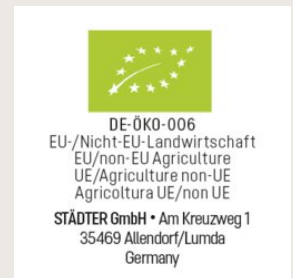 DE-ÖKO-006
EU-/Nicht-EU-Landwirtschaft
EU/non-EU Agriculture
UE/Agriculture non-UE
Agricoltura UE/non UE
STÄDTER GmbH • Am Kreuzweg 1
35469 Allendorf/Lumda
Germany